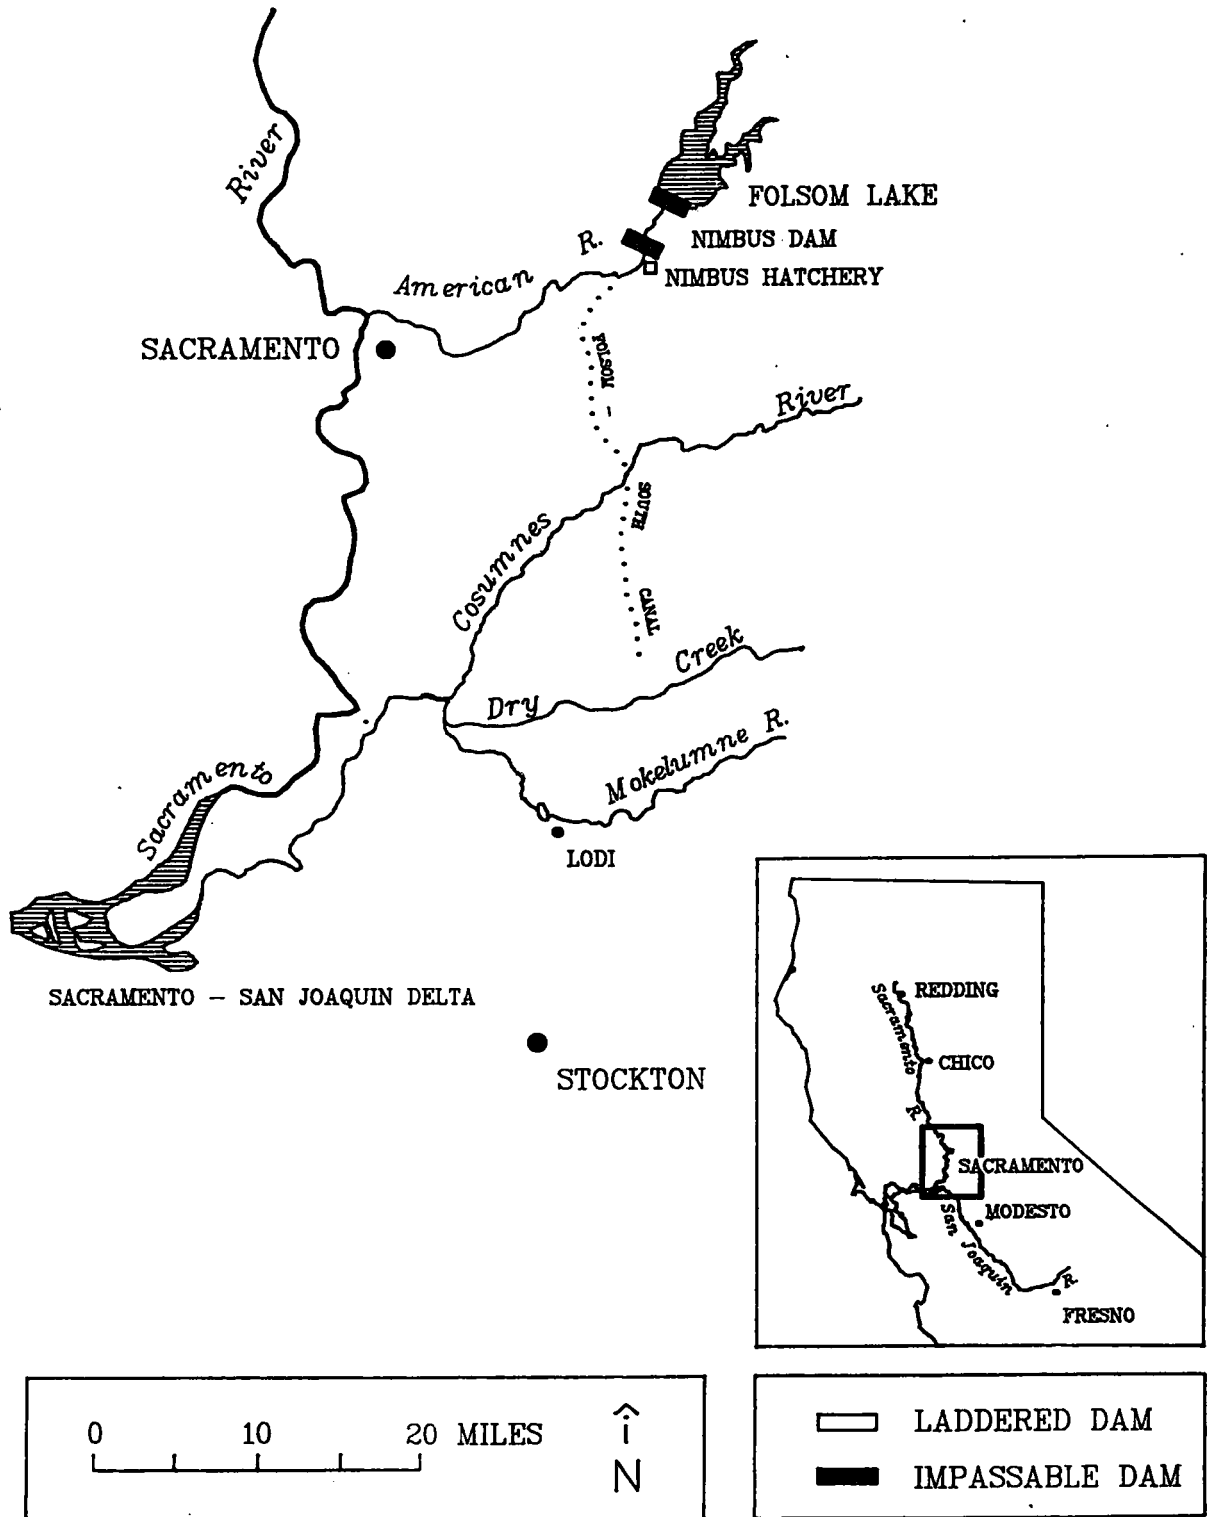 River
FOLSOM LAKE
R.
NIMBUS DAM
NIMBUS HATCHERY
American
SACRAMENTO
FOLSOM -
River
SOUTH
Cosumnes
CANAL
Creek
Dry
Mokelumne R.
Sacramento
LODI
SACRAMENTO - SAN JOAQUIN DELTA
STOCKTON
REDDING
Sacramento
CHICO
R.
SACRAMENTO
MODESTO
San Joaquin
R.
FRESNO
0 10 20 MILES
N
LADDERED DAM
IMPASSABLE DAM